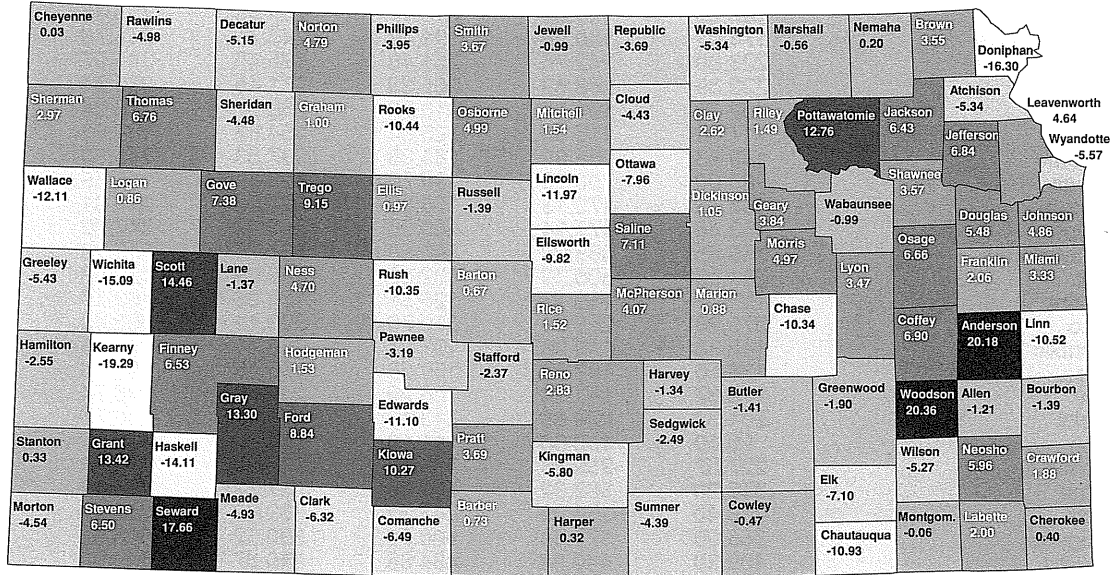 Cheyenne
0.03
Rawlins
-4.98
Decatur
-5.15
Norton
4.79
Phillips
-3.95
Smith
3.67
Jewell
-0.99
Republic
-3.69
Washington
-5.34
Marshall
-0.56
Nemaha
0.20
Brown
3.55
Doniphan
-16.30
Sherman
2.97
Thomas
6.76
Sheridan
-4.48
Graham
1.00
Rooks
-10.44
Osborne
4.99
Mitchell
1.54
Cloud
-4.43
Clay
2.62
Riley
1.49
Pottawatomie
12.76
Jackson
6.43
Atchison
-5.34
Jefferson
6.84
Leavenworth
4.64
Wyandotte
-5.57
Wallace
-12.11
Logan
0.86
Gove
7.38
Trego
9.15
Ellis
0.97
Russell
-1.39
Lincoln
-11.97
Ottawa
-7.96
Dickinson
1.05
Geary
3.84
Wabaunsee
-0.99
Shawnee
3.57
Douglas
5.48
Johnson
4.86
Ellsworth
-9.82
Saline
7.11
Morris
4.97
Osage
6.66
Franklin
2.06
Miami
3.33
Greeley
-5.43
Wichita
-15.09
Scott
14.46
Lane
-1.37
Ness
4.70
Rush
-10.35
Barton
0.67
Rice
1.52
McPherson
4.07
Marion
0.88
Chase
-10.34
Lyon
3.47
Coffey
6.90
Anderson
20.18
Linn
-10.52
Hamilton
-2.55
Kearny
-19.29
Finney
6.53
Hodgeman
1.53
Pawnee
-3.19
Stafford
-2.37
Reno
2.83
Harvey
-1.34
Butler
-1.41
Greenwood
-1.90
Woodson
20.36
Allen
-1.21
Bourbon
-1.39
Gray
13.30
Ford
8.84
Edwards
-11.10
Sedgwick
-2.49
Stanton
0.33
Grant
13.42
Haskell
-14.11
Kiowa
10.27
Pratt
3.69
Kingman
-5.80
Elk
-7.10
Wilson
-5.27
Neosho
5.96
Crawford
1.88
Morton
-4.54
Stevens
6.50
Seward
17.66
Meade
-4.93
Clark
-6.32
Comanche
-6.49
Barber
0.73
Harper
0.32
Sumner
-4.39
Cowley
-0.47
Chautauqua
-10.93
Montgom.
-0.06
Labette
2.00
Cherokee
0.40